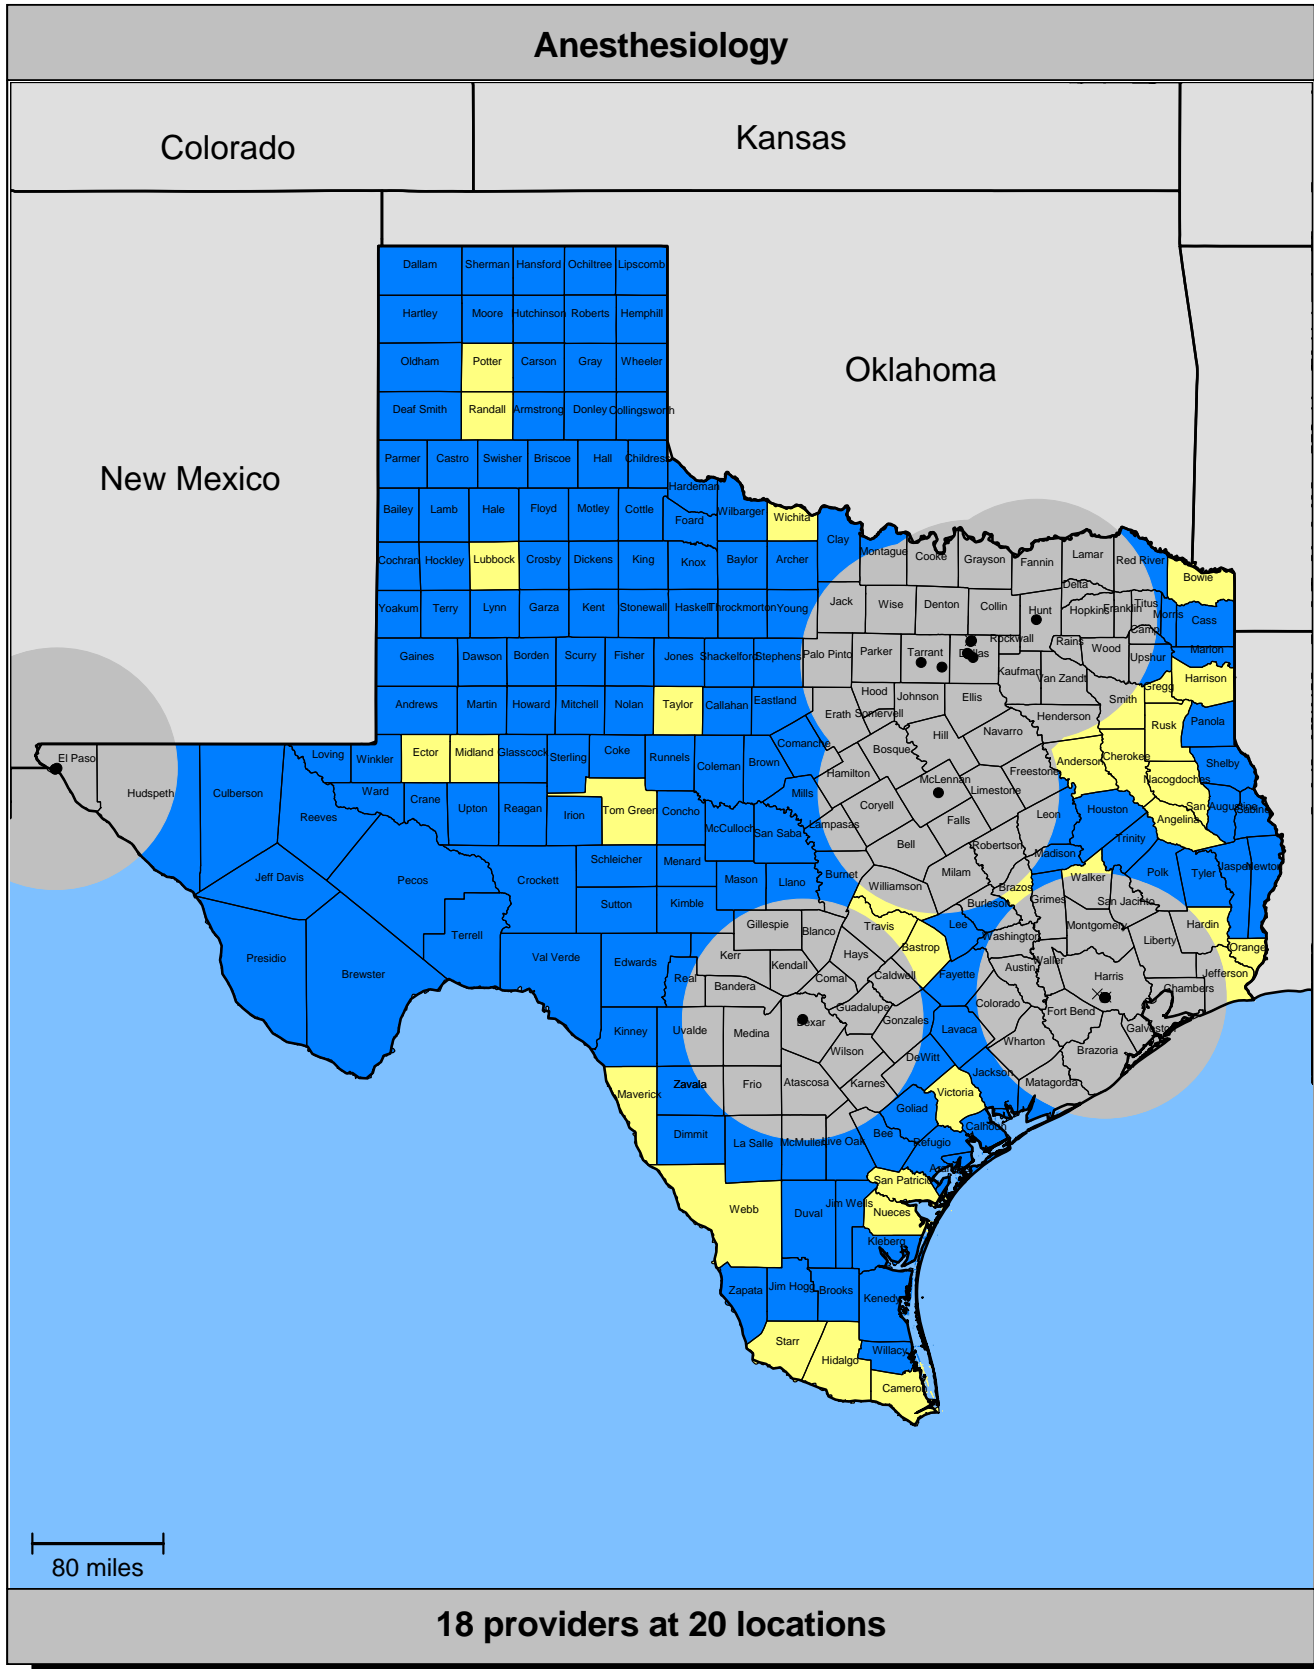 Anesthesiology
Colorado
Kansas
Oklahoma
New Mexico
Dallam Sherman Hansford Ochiltree Lipscomb
Hartley Moore Hutchinson Roberts Hemphill
Oldham Potter Carson Gray Wheeler
Deaf Smith Randall Armstrong Donley Collingsworth
Parmer Castro Swisher Briscoe Hall Childress
Hardeman
Bailey Lamb Hale Floyd Motley Cottle Foard Wilbarger Wichita
Clay Montague Cooke Grayson Fannin Lamar Red River Bowie
Cochran Hockley Lubbock Crosby Dickens King Knox Baylor Archer
Delta
Yoakum Terry Lynn Garza Kent Stonewall Haskell Throckmorton Young Jack Wise Denton Collin Hunt Hopkins Franklin Titus Morris Cass
Camp
Gaines Dawson Borden Scurry Fisher Jones Shackelford Stephens Palo Pinto Parker Tarrant Dallas Rockwall Rains Wood Upshur Marion
Kaufman Van Zandt Gregg Harrison
Andrews Martin Howard Mitchell Nolan Taylor Callahan Eastland Erath Hood Somervell Johnson Ellis Henderson Smith Rusk Panola
El Paso Loving Winkler Ector Midland Glasscock Sterling Coke Runnels Coleman Brown Comanche Bosque Hill Navarro Anderson Cherokee Shelby
Hudspeth Culberson Reeves Ward Crane Upton Reagan Irion Tom Green Concho Mills Hamilton McLennan Limestone Freestone Nacogdoches
McCulloch San Saba Lampasas Coryell Falls Leon Houston Angelina San Augustine Sabine
Schleicher Menard Bell Robertson Madison Trinity
Jeff Davis Pecos Crockett Mason Llano Burnet Williamson Milam Brazos Walker Polk Tyler Jasper Newton
Sutton Kimble Burleson Grimes San Jacinto
Terrell Gillespie Blanco Travis Lee Washington Montgomery Liberty Hardin
Presidio Brewster Val Verde Edwards Kerr Hays Bastrop Orange
Real Bandera Kendall Comal Caldwell Fayette Austin Waller Harris Chambers Jefferson
Kinney Uvalde Medina Bexar Guadalupe Gonzales Colorado Fort Bend Galveston
Wilson Lavaca Wharton Brazoria
Maverick Zavala Frio Atascosa Karnes DeWitt Jackson Matagorda
Goliad Victoria
Dimmit La Salle McMullen Live Oak Bee Refugio Calhoun
San Patricio
Webb Duval Jim Wells Nueces
Kleberg
Zapata Jim Hogg Brooks Kenedy
Starr Hidalgo Willacy
Cameron
80 miles
18 providers at 20 locations